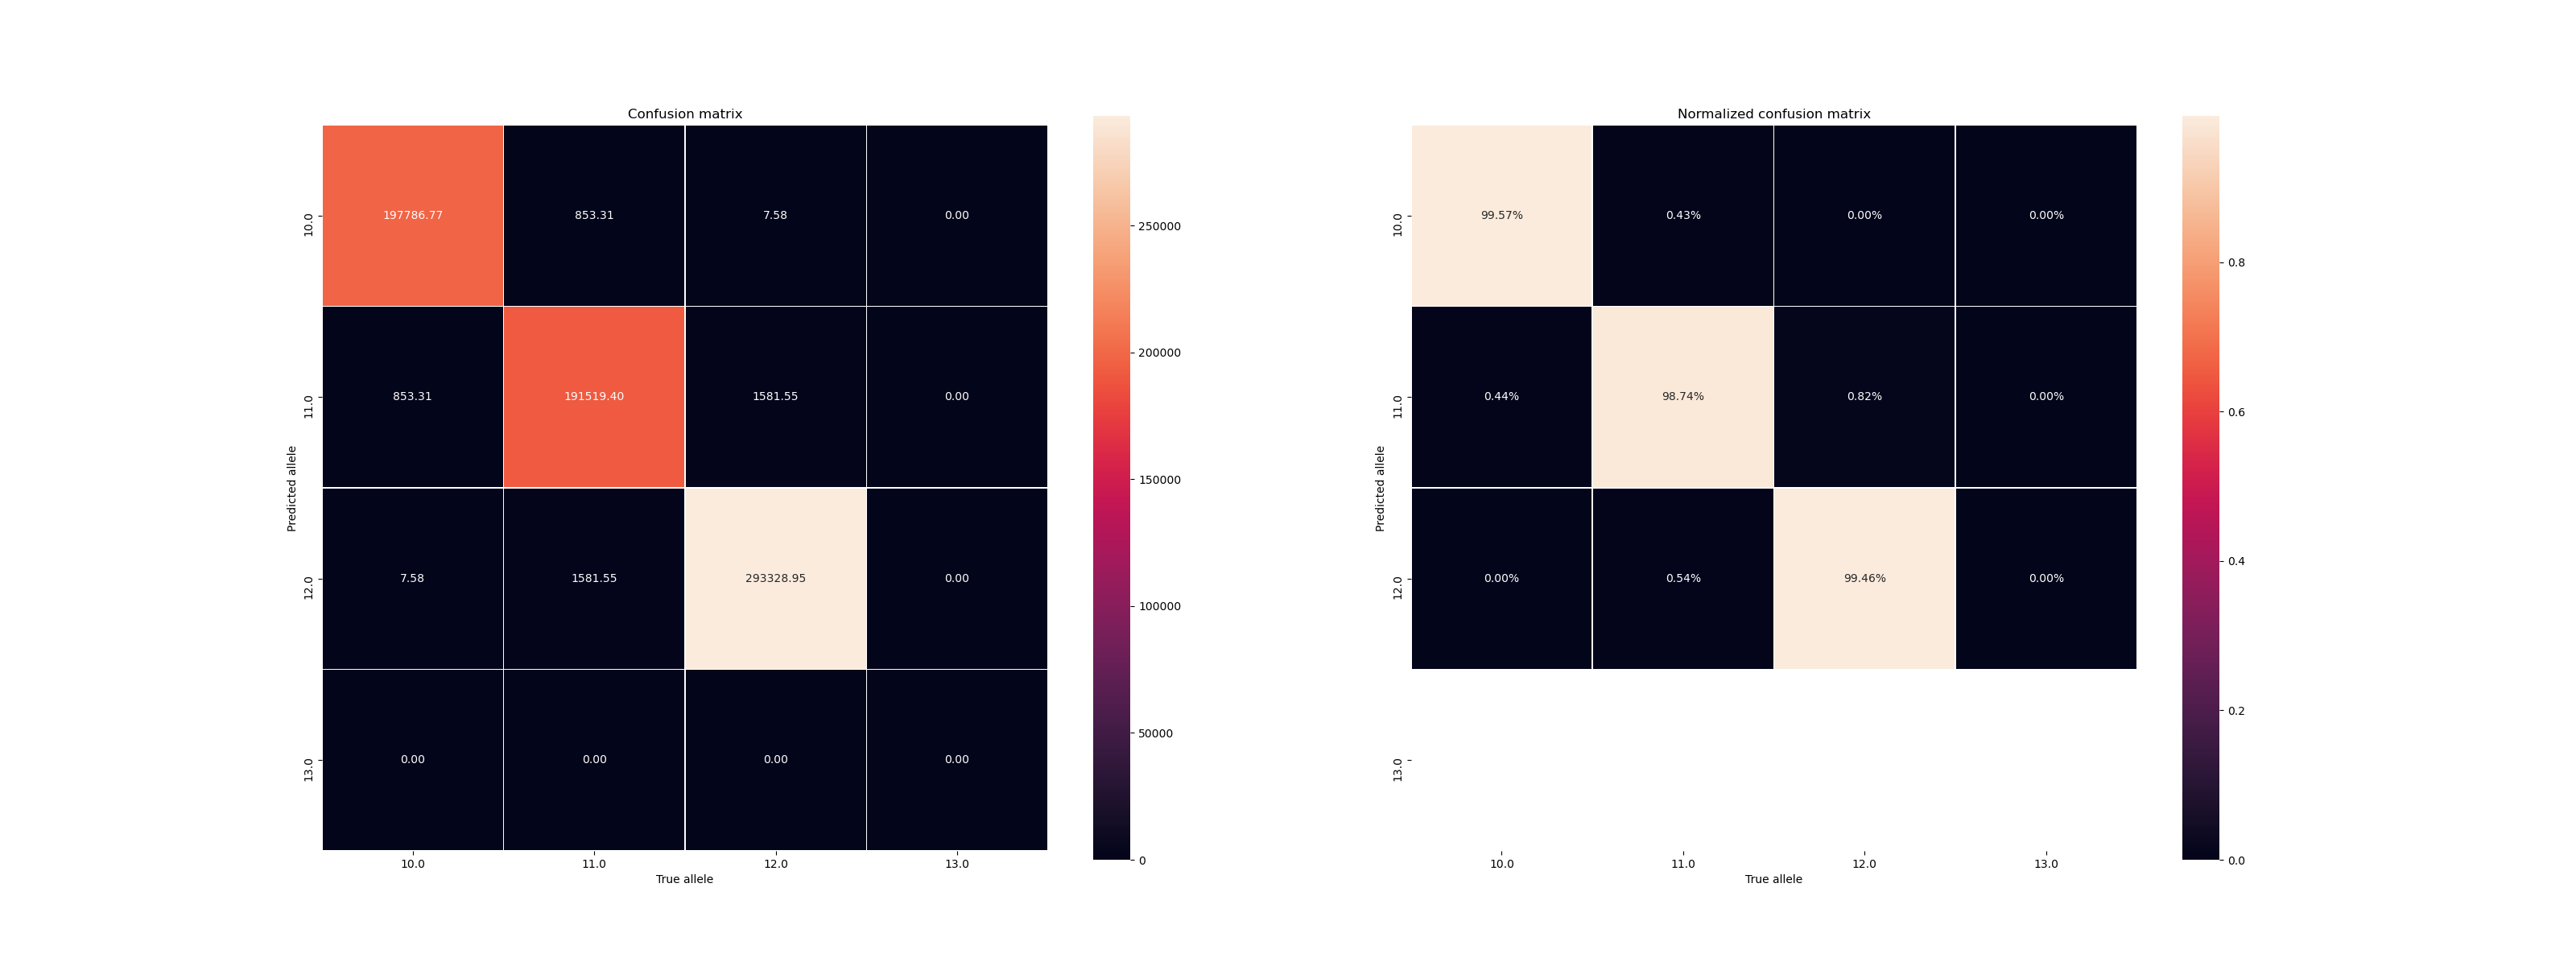 Confusion matrix
10.0 197786.77 853.31 7.58 0.00
11.0 853.31 191519.40 1581.55 0.00
12.0 7.58 1581.55 293328.95 0.00
13.0 0.00 0.00 0.00 0.00
Predicted allele
10.0 11.0 12.0 13.0
True allele
250000
200000
150000
100000
50000
0
Normalized confusion matrix
10.0 99.57% 0.43% 0.00% 0.00%
11.0 0.44% 98.74% 0.82% 0.00%
12.0 0.00% 0.54% 99.46% 0.00%
13.0
Predicted allele
10.0 11.0 12.0 13.0
True allele
0.8
0.6
0.4
0.2
0.0